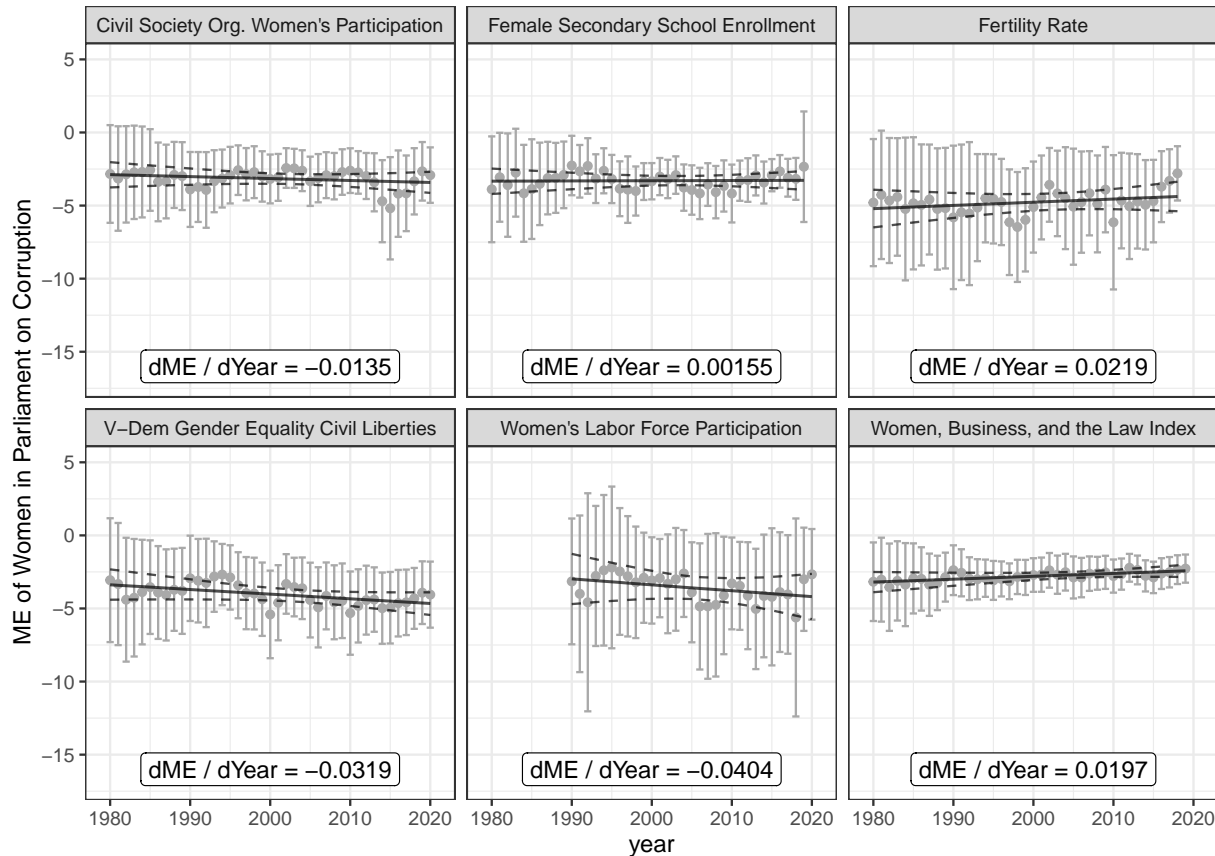 Civil Society Org. Women's Participation
Female Secondary School Enrollment
Fertility Rate
5
0
−5
−10
−15
dME / dYear = −0.0135
dME / dYear = 0.00155
dME / dYear = 0.0219
ME of Women in Parliament on Corruption
V−Dem Gender Equality Civil Liberties
Women's Labor Force Participation
Women, Business, and the Law Index
5
0
−5
−10
−15
dME / dYear = −0.0319
dME / dYear = −0.0404
dME / dYear = 0.0197
1980 1990 2000 2010 2020
1980 1990 2000 2010 2020
1980 1990 2000 2010 2020
year